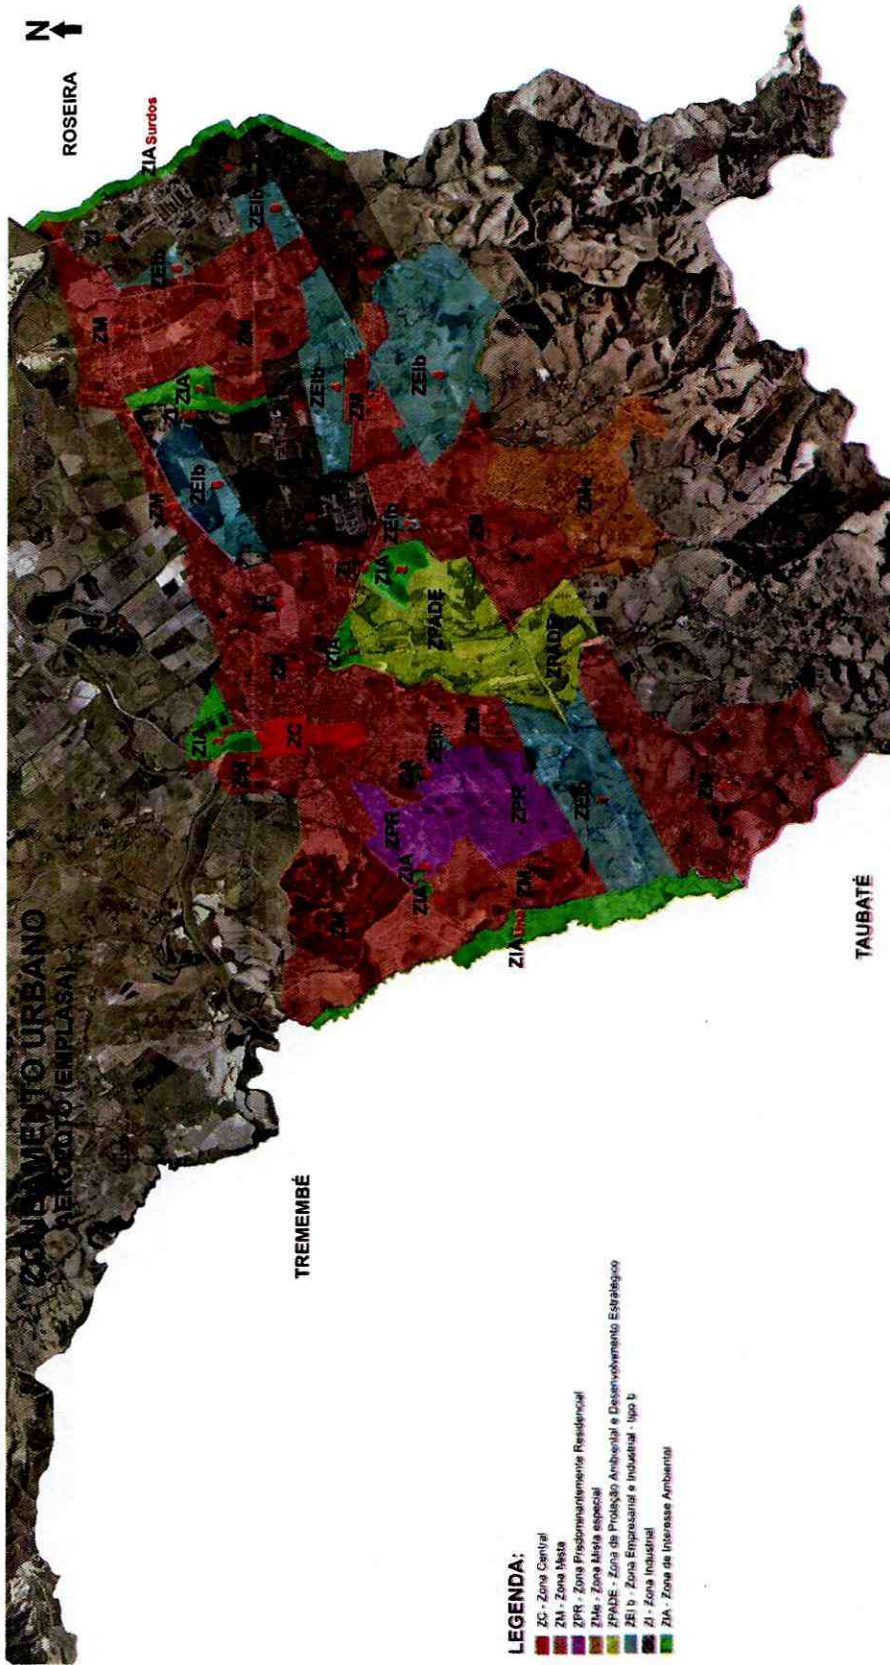 ZONEAMENTO URBANO
AEROFOTO (EMPLASA)
N
ROSEIRA
ZIA Surdos
ZI
ZEIb
ZEIb
ZM
ZM
ZIA
ZI
ZEIb
ZM
ZEIb
ZM
ZEIb
ZEIb
ZM
ZMe
ZIA
ZPADE
ZPADE
ZIA
ZM
ZC
ZIA
ZM
ZEIb
ZPR
ZPR
ZEIb
ZM
ZIA
ZIA
ZM
ZM
ZIA Una
TREMEMBÉ
TAUBATÉ
LEGENDA:
ZC - Zona Central
ZM - Zona Mista
ZPR - Zona Predominantemente Residencial
ZMe - Zona Mista especial
ZPADE - Zona de Proteção Ambiental e Desenvolvimento Estratégico
ZEI b - Zona Empresarial e Industrial - tipo b
ZI - Zona Industrial
ZIA - Zona de Interesse Ambiental